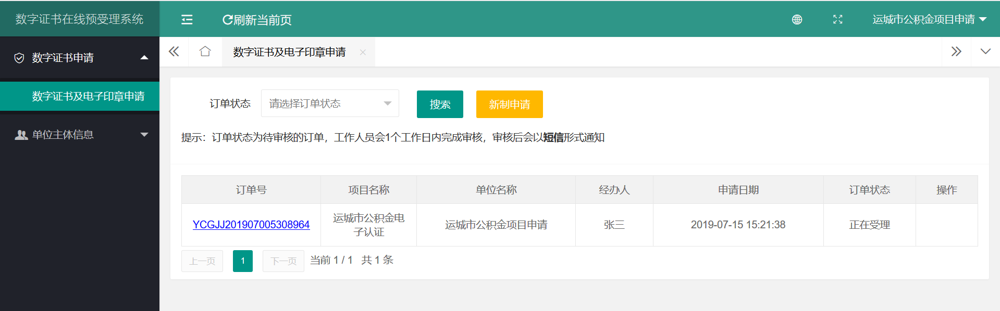 数字证书在线预受理系统
刷新当前页
运城市公积金项目申请
数字证书申请
数字证书及电子印章申请
单位主体信息
数字证书及电子印章申请
订单状态 请选择订单状态 搜索 新制申请
提示：订单状态为待审核的订单，工作人员会1个工作日内完成审核，审核后会以短信形式通知
订单号 项目名称 单位名称 经办人 申请日期 订单状态 操作
YCGJJ201907005308964 运城市公积金电子认证 运城市公积金项目申请 张三 2019-07-15 15:21:38 正在受理
上一页 1 下一页 当前 1 / 1 共 1 条